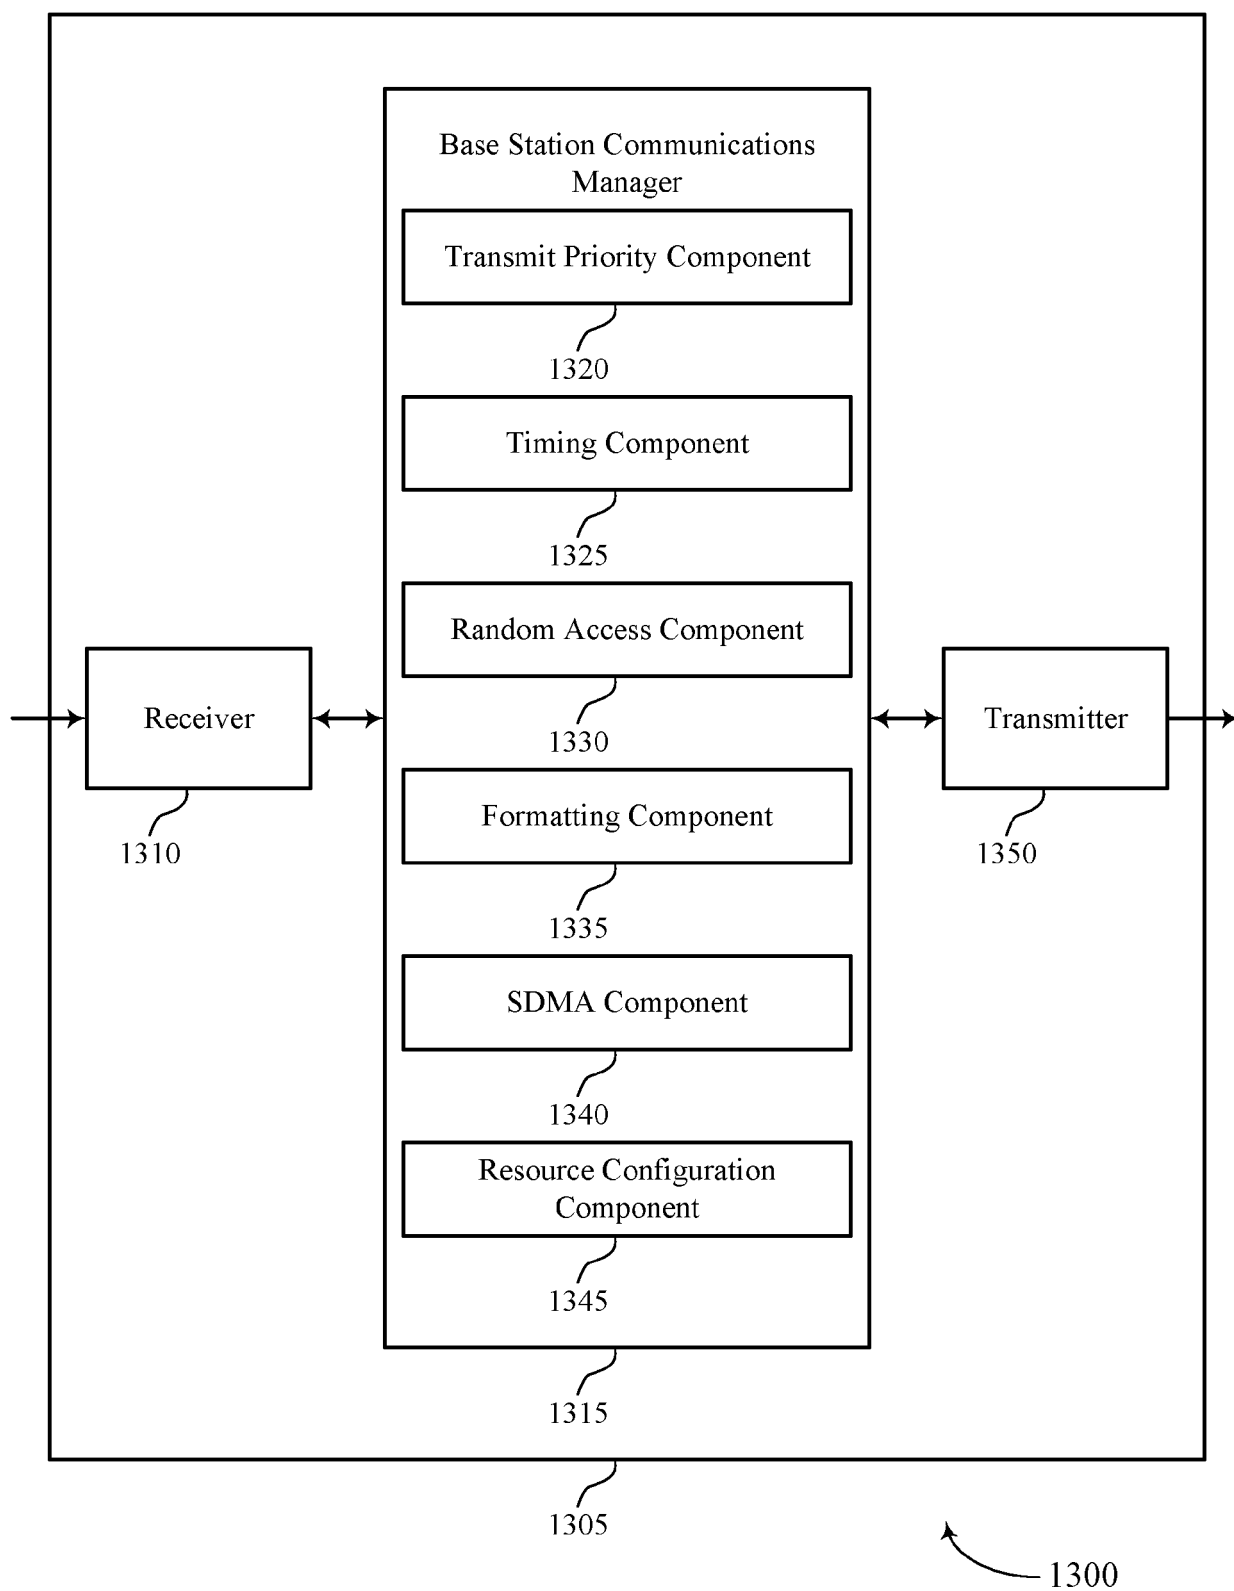 Base Station Communications
Manager
Transmit Priority Component
1320
Timing Component
1325
Random Access Component
1330
Receiver
1310
Transmitter
1350
Formatting Component
1335
SDMA Component
1340
Resource Configuration
Component
1345
1315
1305
1300